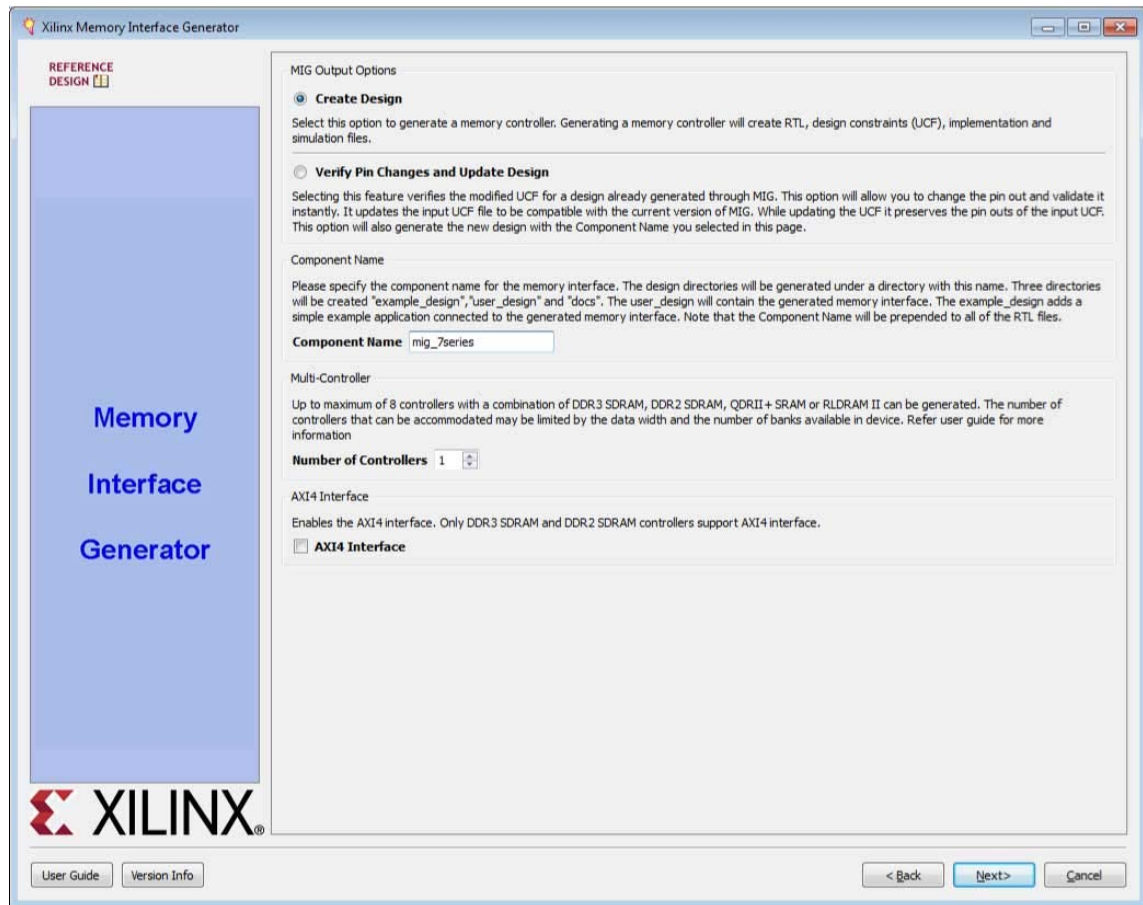 Xilinx Memory Interface Generator
REFERENCE
DESIGN
MIG Output Options
Create Design
Select this option to generate a memory controller. Generating a memory controller will create RTL, design constraints (UCF), implementation and
simulation files.
Verify Pin Changes and Update Design
Selecting this feature verifies the modified UCF for a design already generated through MIG. This option will allow you to change the pin out and validate it
instantly. It updates the input UCF file to be compatible with the current version of MIG. While updating the UCF it preserves the pin outs of the input UCF.
This option will also generate the new design with the Component Name you selected in this page.
Component Name
Please specify the component name for the memory interface. The design directories will be generated under a directory with this name. Three directories
will be created "example_design","user_design" and "docs". The user_design will contain the generated memory interface. The example_design adds a
simple example application connected to the generated memory interface. Note that the Component Name will be prepended to all of the RTL files.
Component Name mig_7series
Multi-Controller
Up to maximum of 8 controllers with a combination of DDR3 SDRAM, DDR2 SDRAM, QDRII+ SRAM or RLDRAM II can be generated. The number of
controllers that can be accommodated may be limited by the data width and the number of banks available in device. Refer user guide for more
information
Number of Controllers 1
AXI4 Interface
Enables the AXI4 interface. Only DDR3 SDRAM and DDR2 SDRAM controllers support AXI4 interface.
AXI4 Interface
Memory
Interface
Generator
XILINX®
User Guide
Version Info
< Back
Next>
Cancel